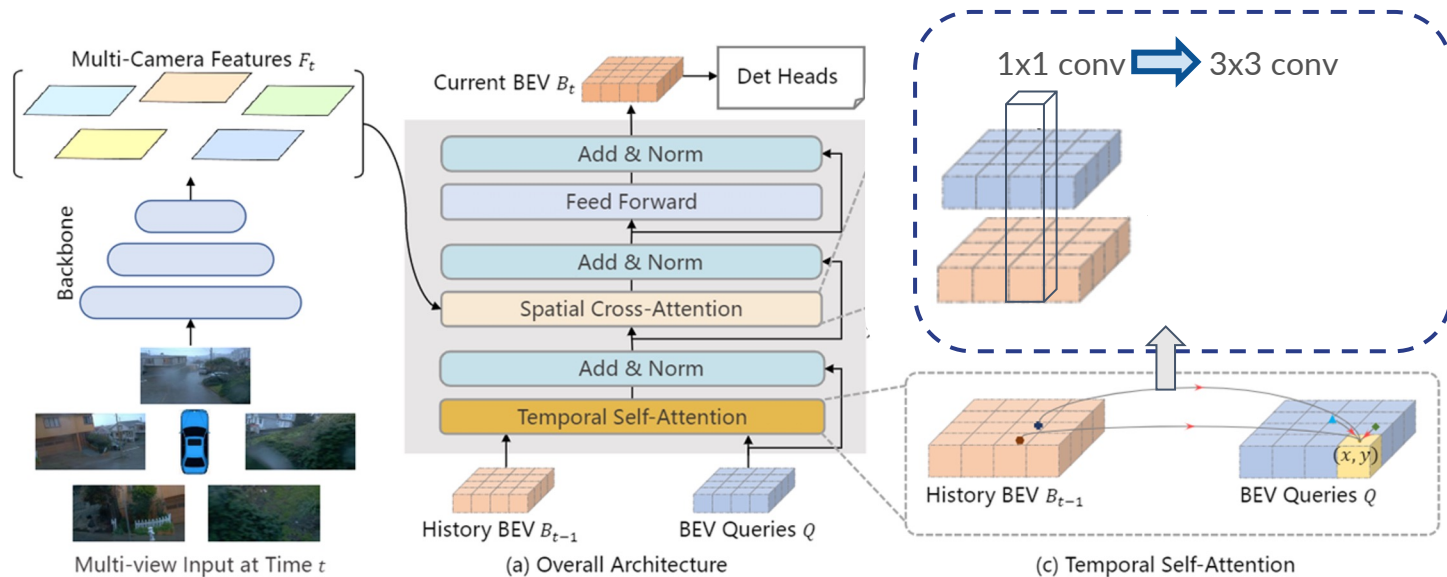 Multi-Camera Features F_t
Backbone
Multi-view Input at Time t
Current BEV B_t
Det Heads
Add & Norm
Feed Forward
Add & Norm
Spatial Cross-Attention
Add & Norm
Temporal Self-Attention
History BEV B_{t−1}
BEV Queries Q
(a) Overall Architecture
1x1 conv
3x3 conv
(x, y)
History BEV B_{t−1}
BEV Queries Q
(c) Temporal Self-Attention